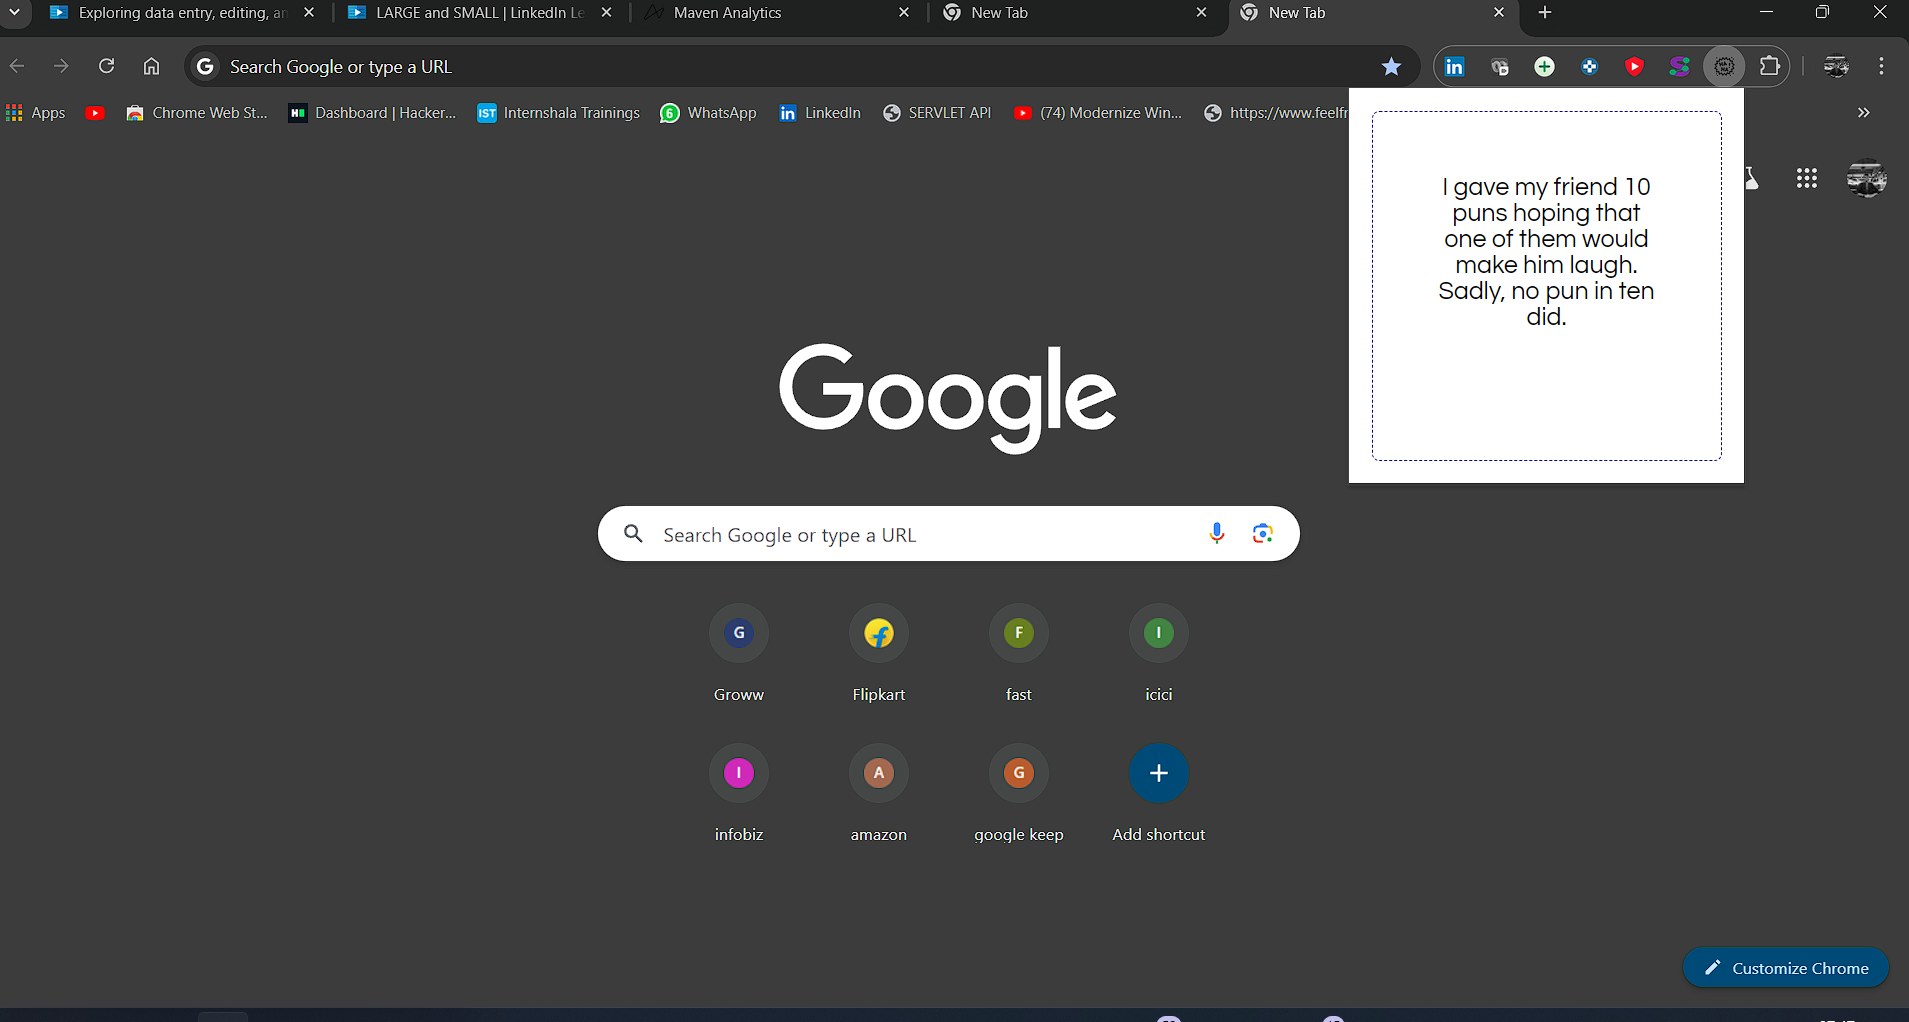 Exploring data entry, editing, an
LARGE and SMALL | LinkedIn Le
Maven Analytics
New Tab
New Tab
Search Google or type a URL
Apps
Chrome Web St...
Dashboard | Hacker...
Internshala Trainings
WhatsApp
LinkedIn
SERVLET API
(74) Modernize Win...
https://www.feelfr
I gave my friend 10
puns hoping that
one of them would
make him laugh.
Sadly, no pun in ten
did.
Google
Search Google or type a URL
G
F
I
Groww
Flipkart
fast
icici
I
A
G
infobiz
amazon
google keep
Add shortcut
Customize Chrome